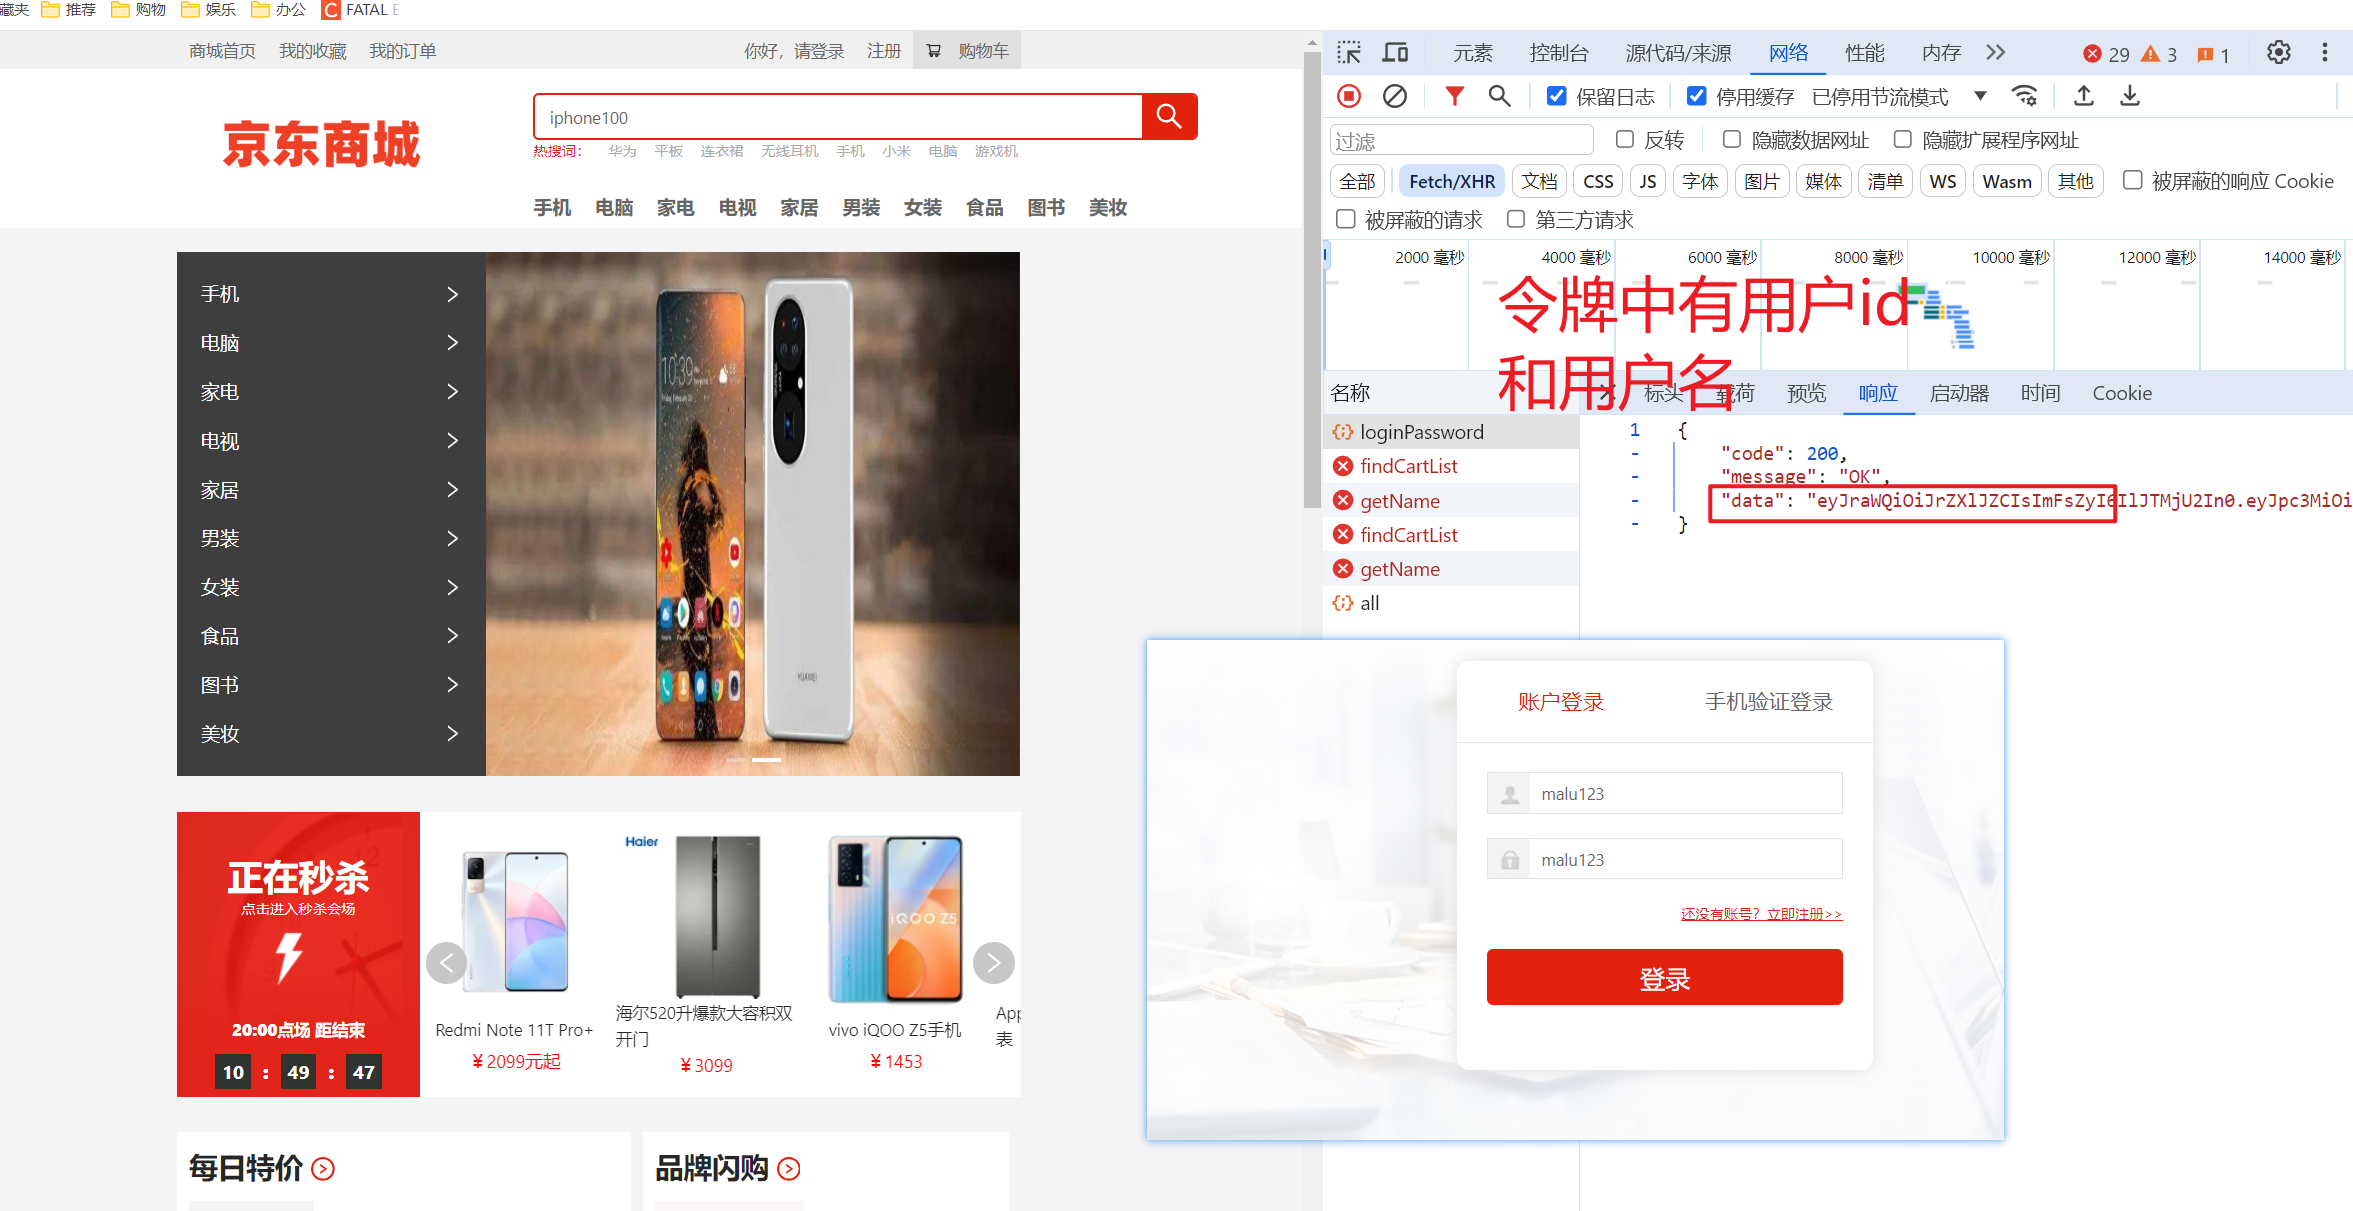 藏夹 推荐 购物 娱乐 办公 FATAL E
商城首页 我的收藏 我的订单 你好，请登录 注册 购物车
京东商城
iphone100
热搜词： 华为 平板 连衣裙 无线耳机 手机 小米 电脑 游戏机
手机 电脑 家电 电视 家居 男装 女装 食品 图书 美妆
手机
电脑
家电
电视
家居
男装
女装
食品
图书
美妆
10:39
HUAWEI
正在秒杀
点击进入秒杀会场
20:00点场 距结束
10 : 49 : 47
Redmi Note 11T Pro+
¥ 2099元起
Haier
海尔520升爆款大容积双
开门
¥ 3099
iQOO Z5
vivo iQOO Z5手机
¥ 1453
App
表
每日特价
品牌闪购
元素 控制台 源代码/来源 网络 性能 内存 29 3 1
保留日志 停用缓存 已停用节流模式
过滤 反转 隐藏数据网址 隐藏扩展程序网址
全部 Fetch/XHR 文档 CSS JS 字体 图片 媒体 清单 WS Wasm 其他 被屏蔽的响应 Cookie
被屏蔽的请求 第三方请求
2000 毫秒 4000 毫秒 6000 毫秒 8000 毫秒 10000 毫秒 12000 毫秒 14000 毫秒
令牌中有用户id
和用户名
名称 标头 载荷 预览 响应 启动器 时间 Cookie
loginPassword
findCartList
getName
findCartList
getName
all
1 {
- "code": 200,
- "message": "OK",
- "data": "eyJraWQiOiJrZXlJZCIsImFsZyI6IlJTMjU2In0.eyJpc3MiOi
- }
账户登录 手机验证登录
malu123
malu123
还没有账号？立即注册>>
登录